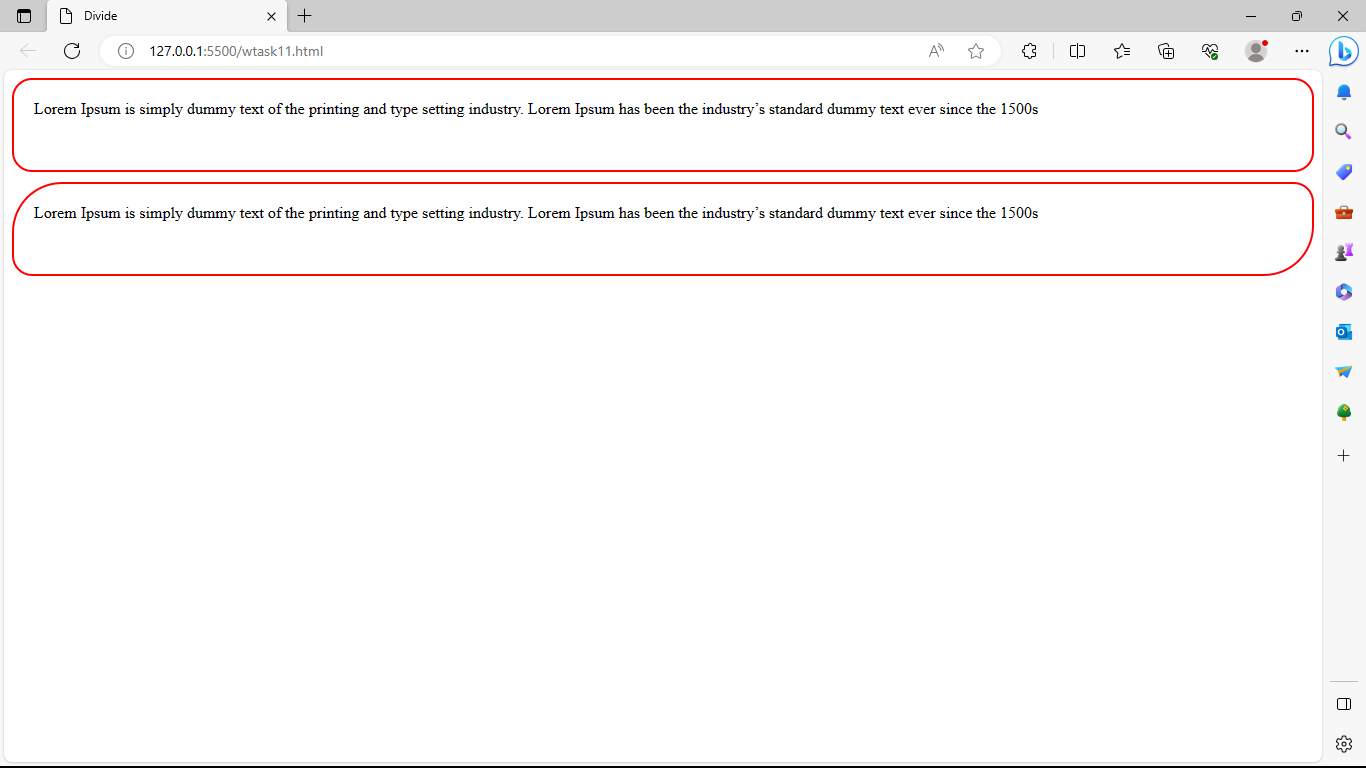 Divide
127.0.0.1:5500/wtask11.html
Lorem Ipsum is simply dummy text of the printing and type setting industry. Lorem Ipsum has been the industry’s standard dummy text ever since the 1500s
Lorem Ipsum is simply dummy text of the printing and type setting industry. Lorem Ipsum has been the industry’s standard dummy text ever since the 1500s